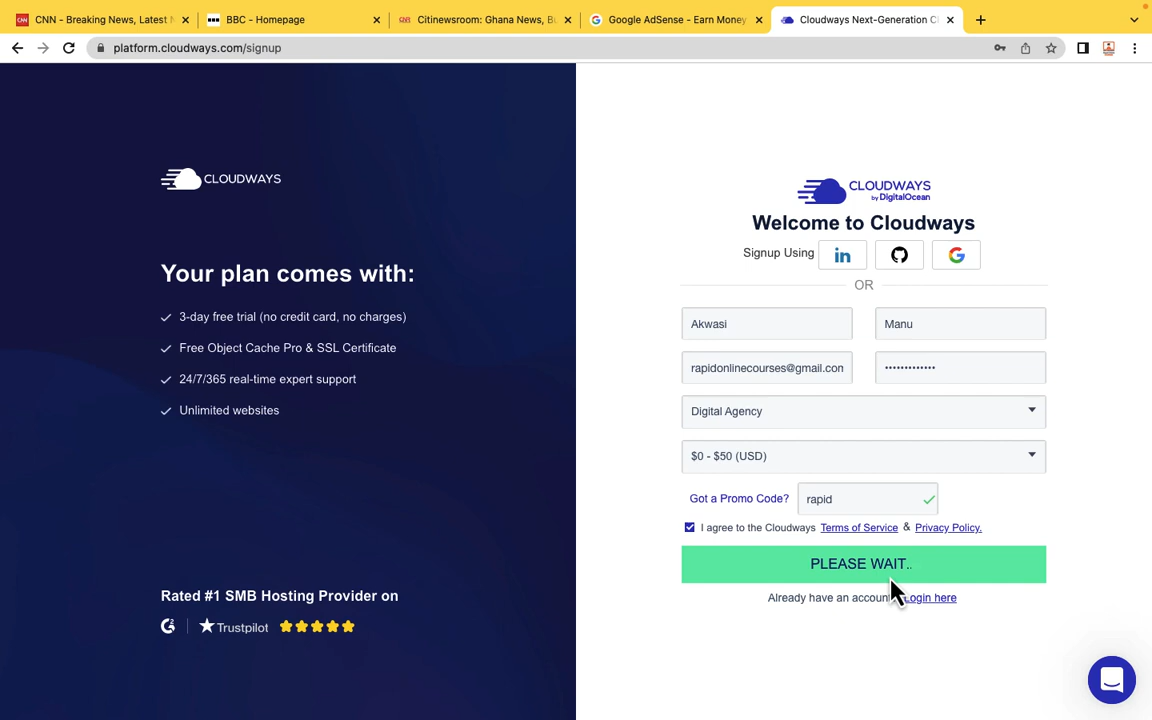 CNN - Breaking News, Latest N
BBC - Homepage
Citinewsroom: Ghana News, Bu
Google AdSense - Earn Money
Cloudways Next-Generation Cl
platform.cloudways.com/signup
CLOUDWAYS
Your plan comes with:
3-day free trial (no credit card, no charges)
Free Object Cache Pro & SSL Certificate
24/7/365 real-time expert support
Unlimited websites
Rated #1 SMB Hosting Provider on
Trustpilot
CLOUDWAYS
by DigitalOcean
Welcome to Cloudways
Signup Using
in
OR
Akwasi
Manu
rapidonlinecourses@gmail.com
•••••••••••••
Digital Agency
$0 - $50 (USD)
Got a Promo Code? rapid
I agree to the Cloudways Terms of Service & Privacy Policy.
PLEASE WAIT..
Already have an account Login here